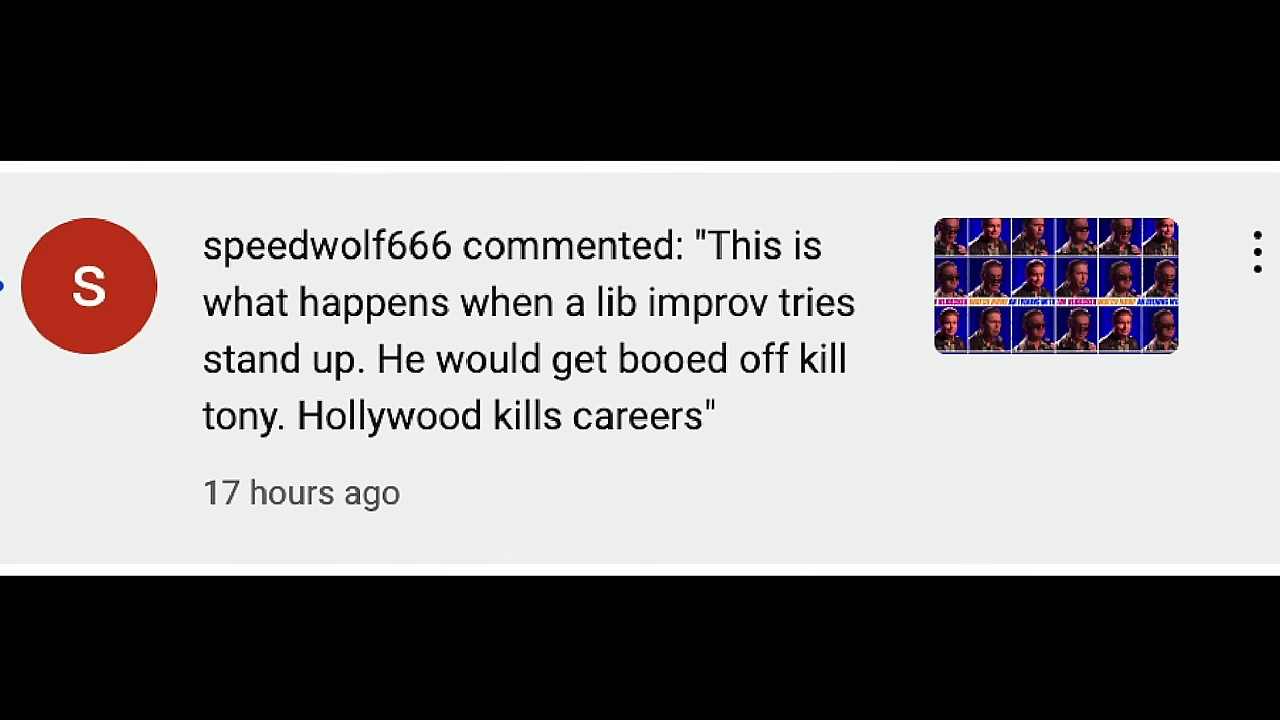 S
speedwolf666 commented: "This is
what happens when a lib improv tries
stand up. He would get booed off kill
tony. Hollywood kills careers"
17 hours ago